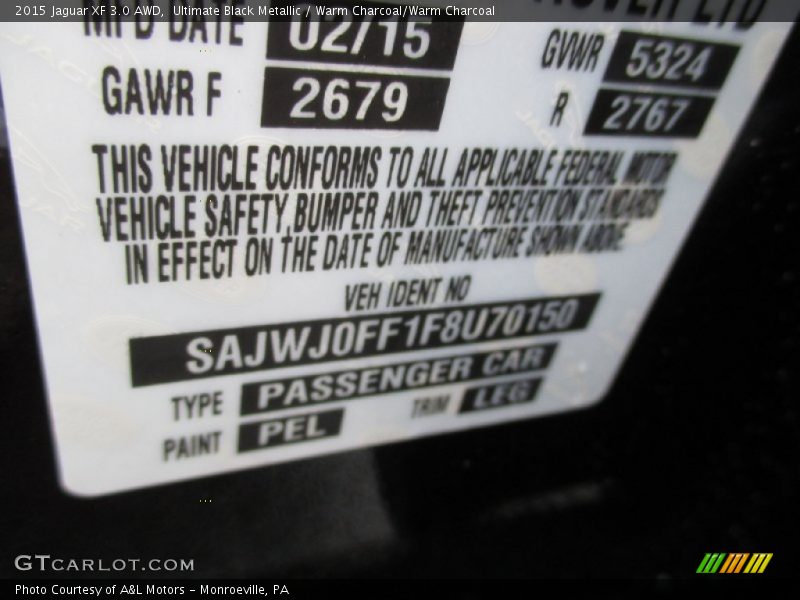 2015 Jaguar XF 3.0 AWD, Ultimate Black Metallic / Warm Charcoal/Warm Charcoal
MFD DATE 02/15
GVWR 5324
GAWR F 2679 R 2767
THIS VEHICLE CONFORMS TO ALL APPLICABLE FEDERAL MOTOR
VEHICLE SAFETY, BUMPER AND THEFT PREVENTION STANDARDS
IN EFFECT ON THE DATE OF MANUFACTURE SHOWN ABOVE.
VEH IDENT NO
SAJWJ0FF1F8U70150
TYPE PASSENGER CAR
PAINT PEL TRIM LEG
GTCARLOT.COM
Photo Courtesy of A&L Motors – Monroeville, PA